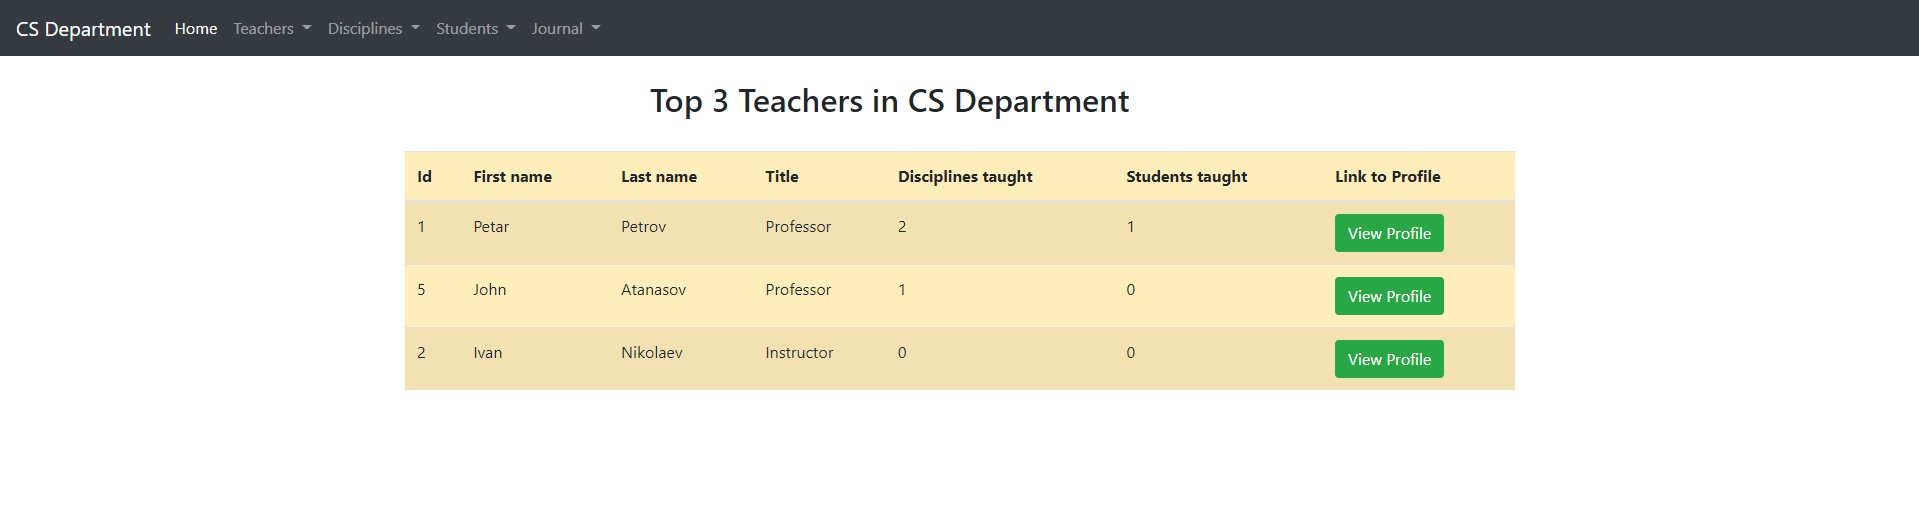 CS Department Home Teachers Disciplines Students Journal
Top 3 Teachers in CS Department
Id First name Last name Title Disciplines taught Students taught Link to Profile
1 Petar Petrov Professor 2 1 View Profile
5 John Atanasov Professor 1 0 View Profile
2 Ivan Nikolaev Instructor 0 0 View Profile